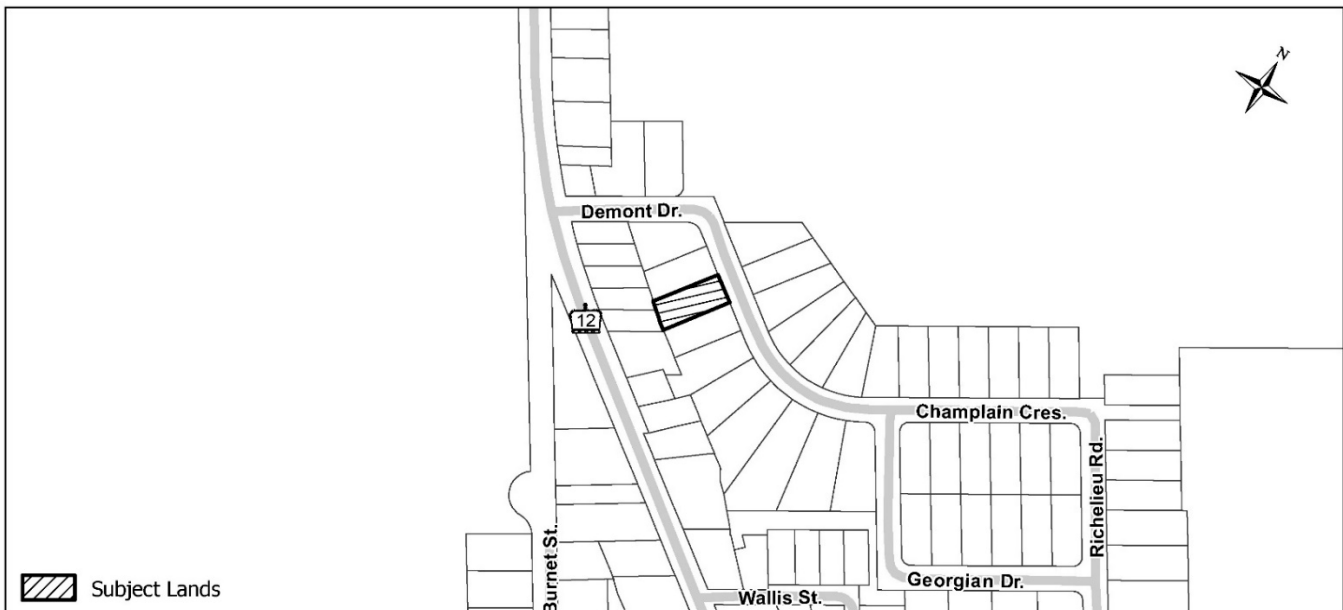 N
Demont Dr.
12
Champlain Cres.
Richelieu Rd.
Burnet St.
Georgian Dr.
Subject Lands
Wallis St.